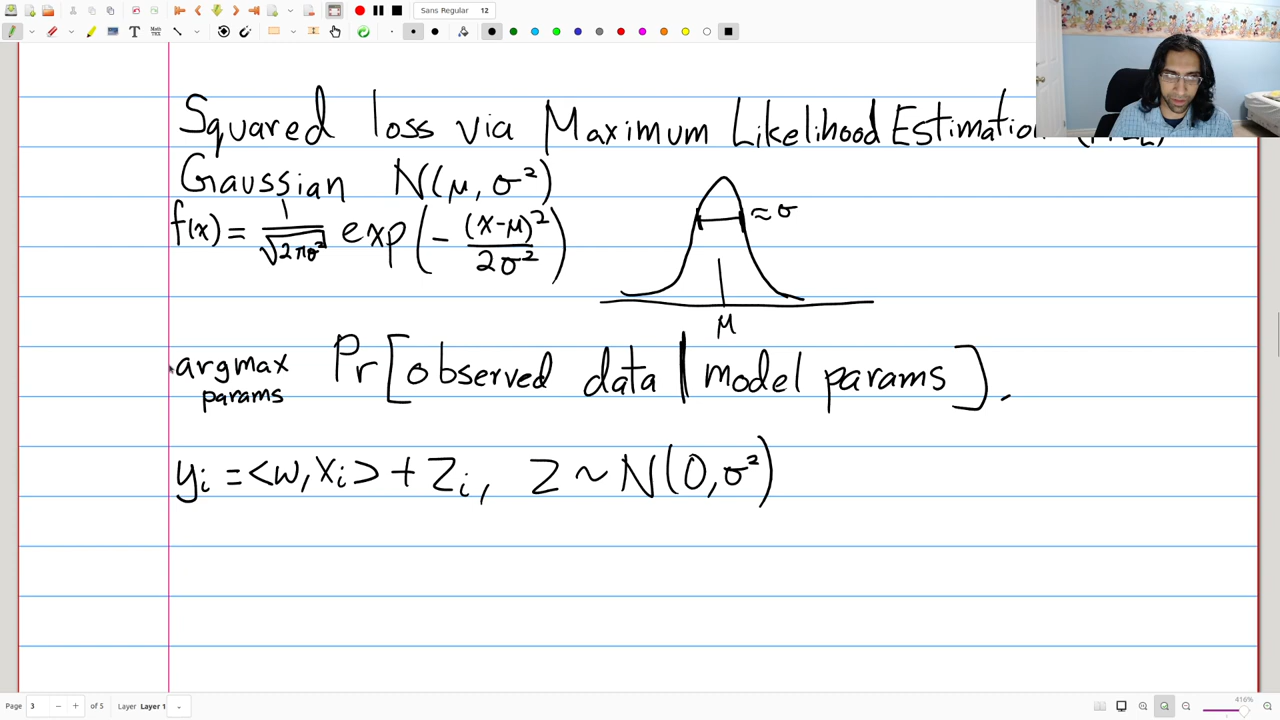 Sans Regular 12
Squared loss via Maximum Likelihood Estimation
Gaussian N(μ, σ²)
f(x) = 1/√(2πσ²) exp(-(x-μ)²/2σ²)
≈σ
μ
argmax params Pr[observed data | model params].
yᵢ = <w, xᵢ> + Zᵢ, Z ~ N(0, σ²)
Page 3 of 5 Layer Layer 1
416%